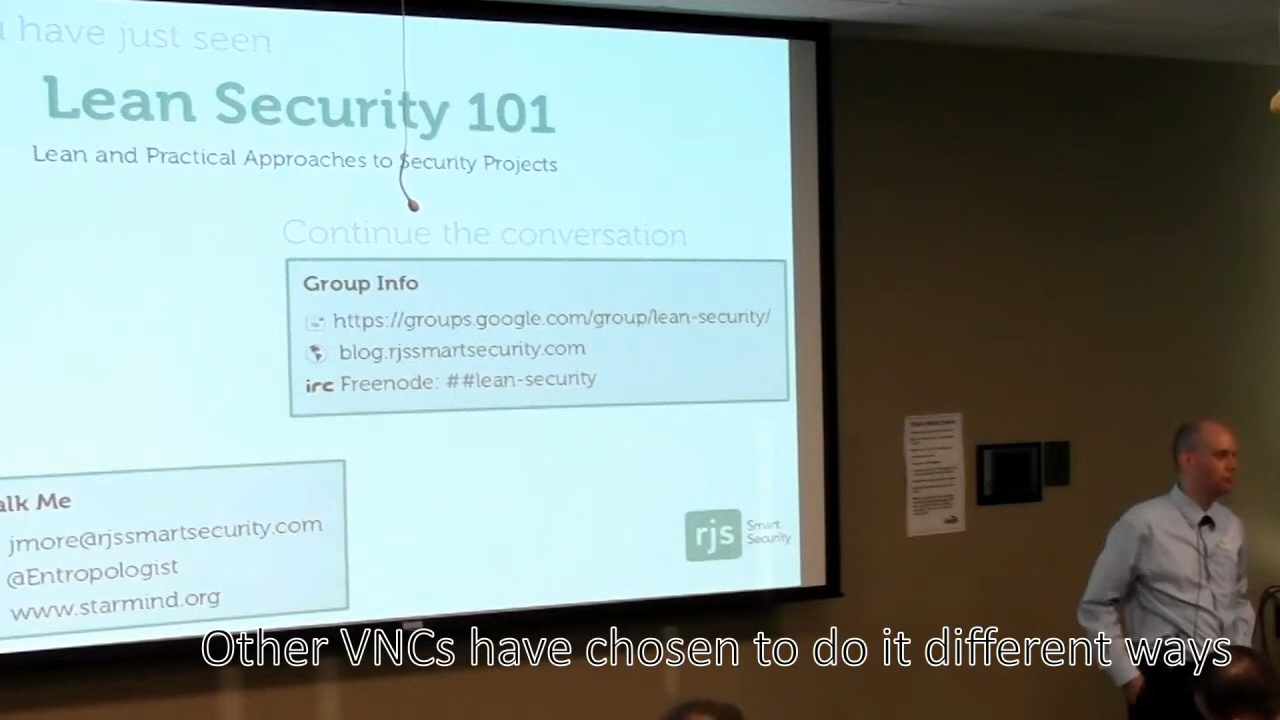 have just seen
Lean Security 101
Lean and Practical Approaches to Security Projects
Continue the conversation
Group Info
https://groups.google.com/group/lean-security/
blog.rjssmartsecurity.com
irc Freenode: ##lean-security
alk Me
jmore@rjssmartsecurity.com
@Entropologist
www.starmind.org
rjs Smart Security
Other VNCs have chosen to do it different ways